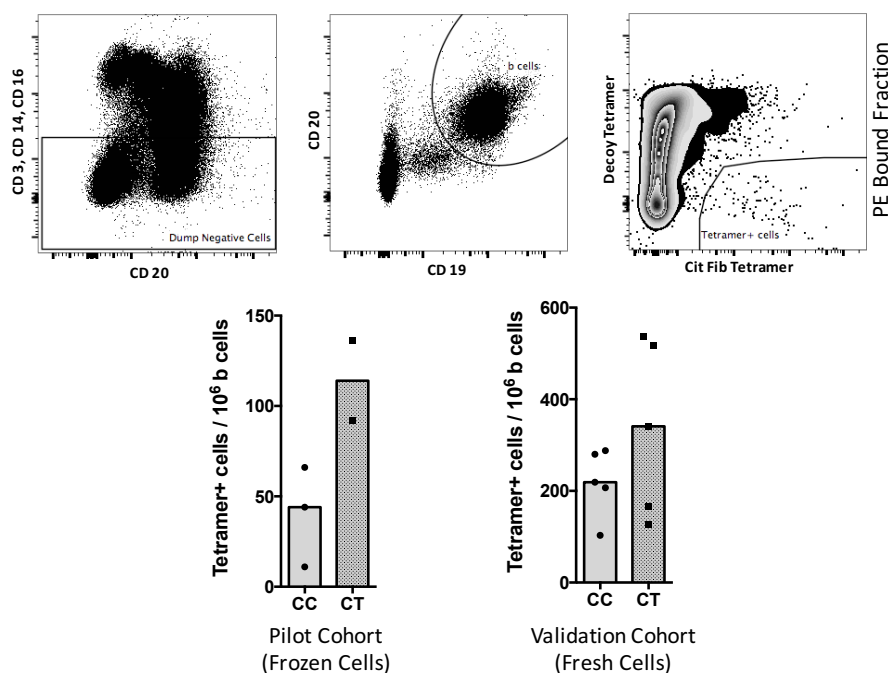 CD 3, CD 14, CD 16
Dump Negative Cells
CD 20
CD 20
b cells
CD 19
Decoy Tetramer
Tetramer+ cells
Cit Fib Tetramer
PE Bound Fraction
Tetramer+ cells / 10⁶ b cells
150
100
50
0
CC CT
Pilot Cohort
(Frozen Cells)
Tetramer+ cells / 10⁶ b cells
600
400
200
0
CC CT
Validation Cohort
(Fresh Cells)